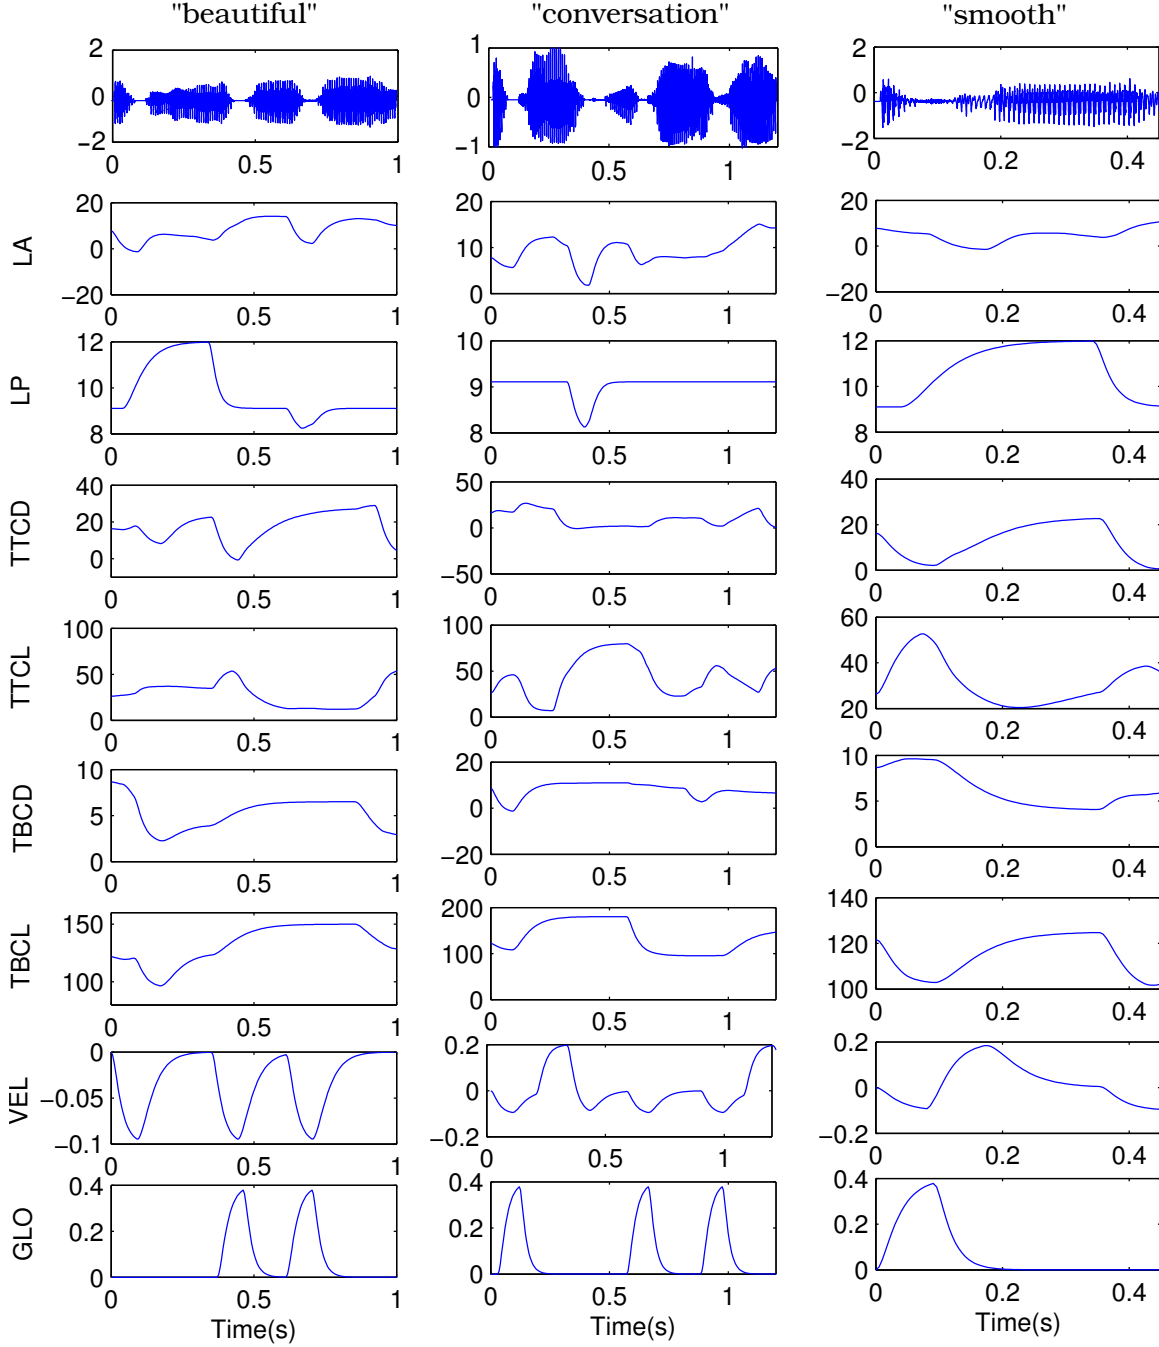 "beautiful" "conversation" "smooth"
2 0 −2 0 0.5 1
1 0 −1 0 0.5 1
2 0 −2 0 0.2 0.4
LA
20 0 −20 0 0.5 1
20 10 0 0 0.5 1
20 0 −20 0 0.2 0.4
LP
12 10 8 0 0.5 1
10 9 8 0 0.5 1
12 10 8 0 0.2 0.4
TTCD
40 20 0 0 0.5 1
50 0 −50 0 0.5 1
40 20 0 0 0.2 0.4
TTCL
100 50 0 0 0.5 1
100 50 0 0 0.5 1
60 40 20 0 0.2 0.4
TBCD
10 5 0 0 0.5 1
20 0 −20 0 0.5 1
10 5 0 0 0.2 0.4
TBCL
150 100 0 0.5 1
200 100 0 0 0.5 1
140 120 100 0 0.2 0.4
VEL
0 −0.05 −0.1 0 0.5 1
0.2 0 −0.2 0 0.5 1
0.2 0 −0.2 0 0.2 0.4
GLO
0.4 0.2 0 0 0.5 1
0.4 0.2 0 0 0.5 1
0.4 0.2 0 0 0.2 0.4
Time(s) Time(s) Time(s)